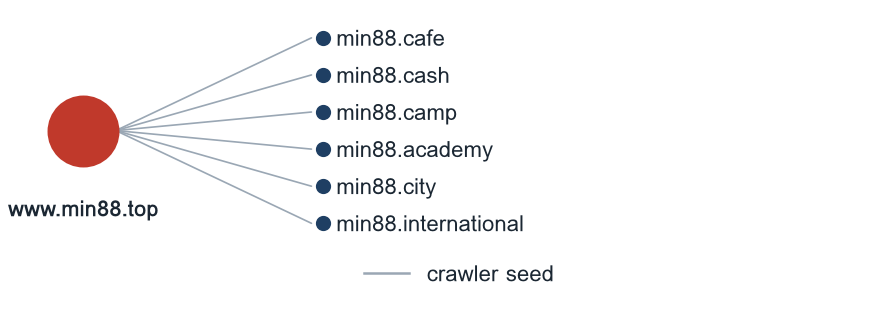 min88.cafe
min88.cash
min88.camp
min88.academy
min88.city
www.min88.top
min88.international
crawler seed